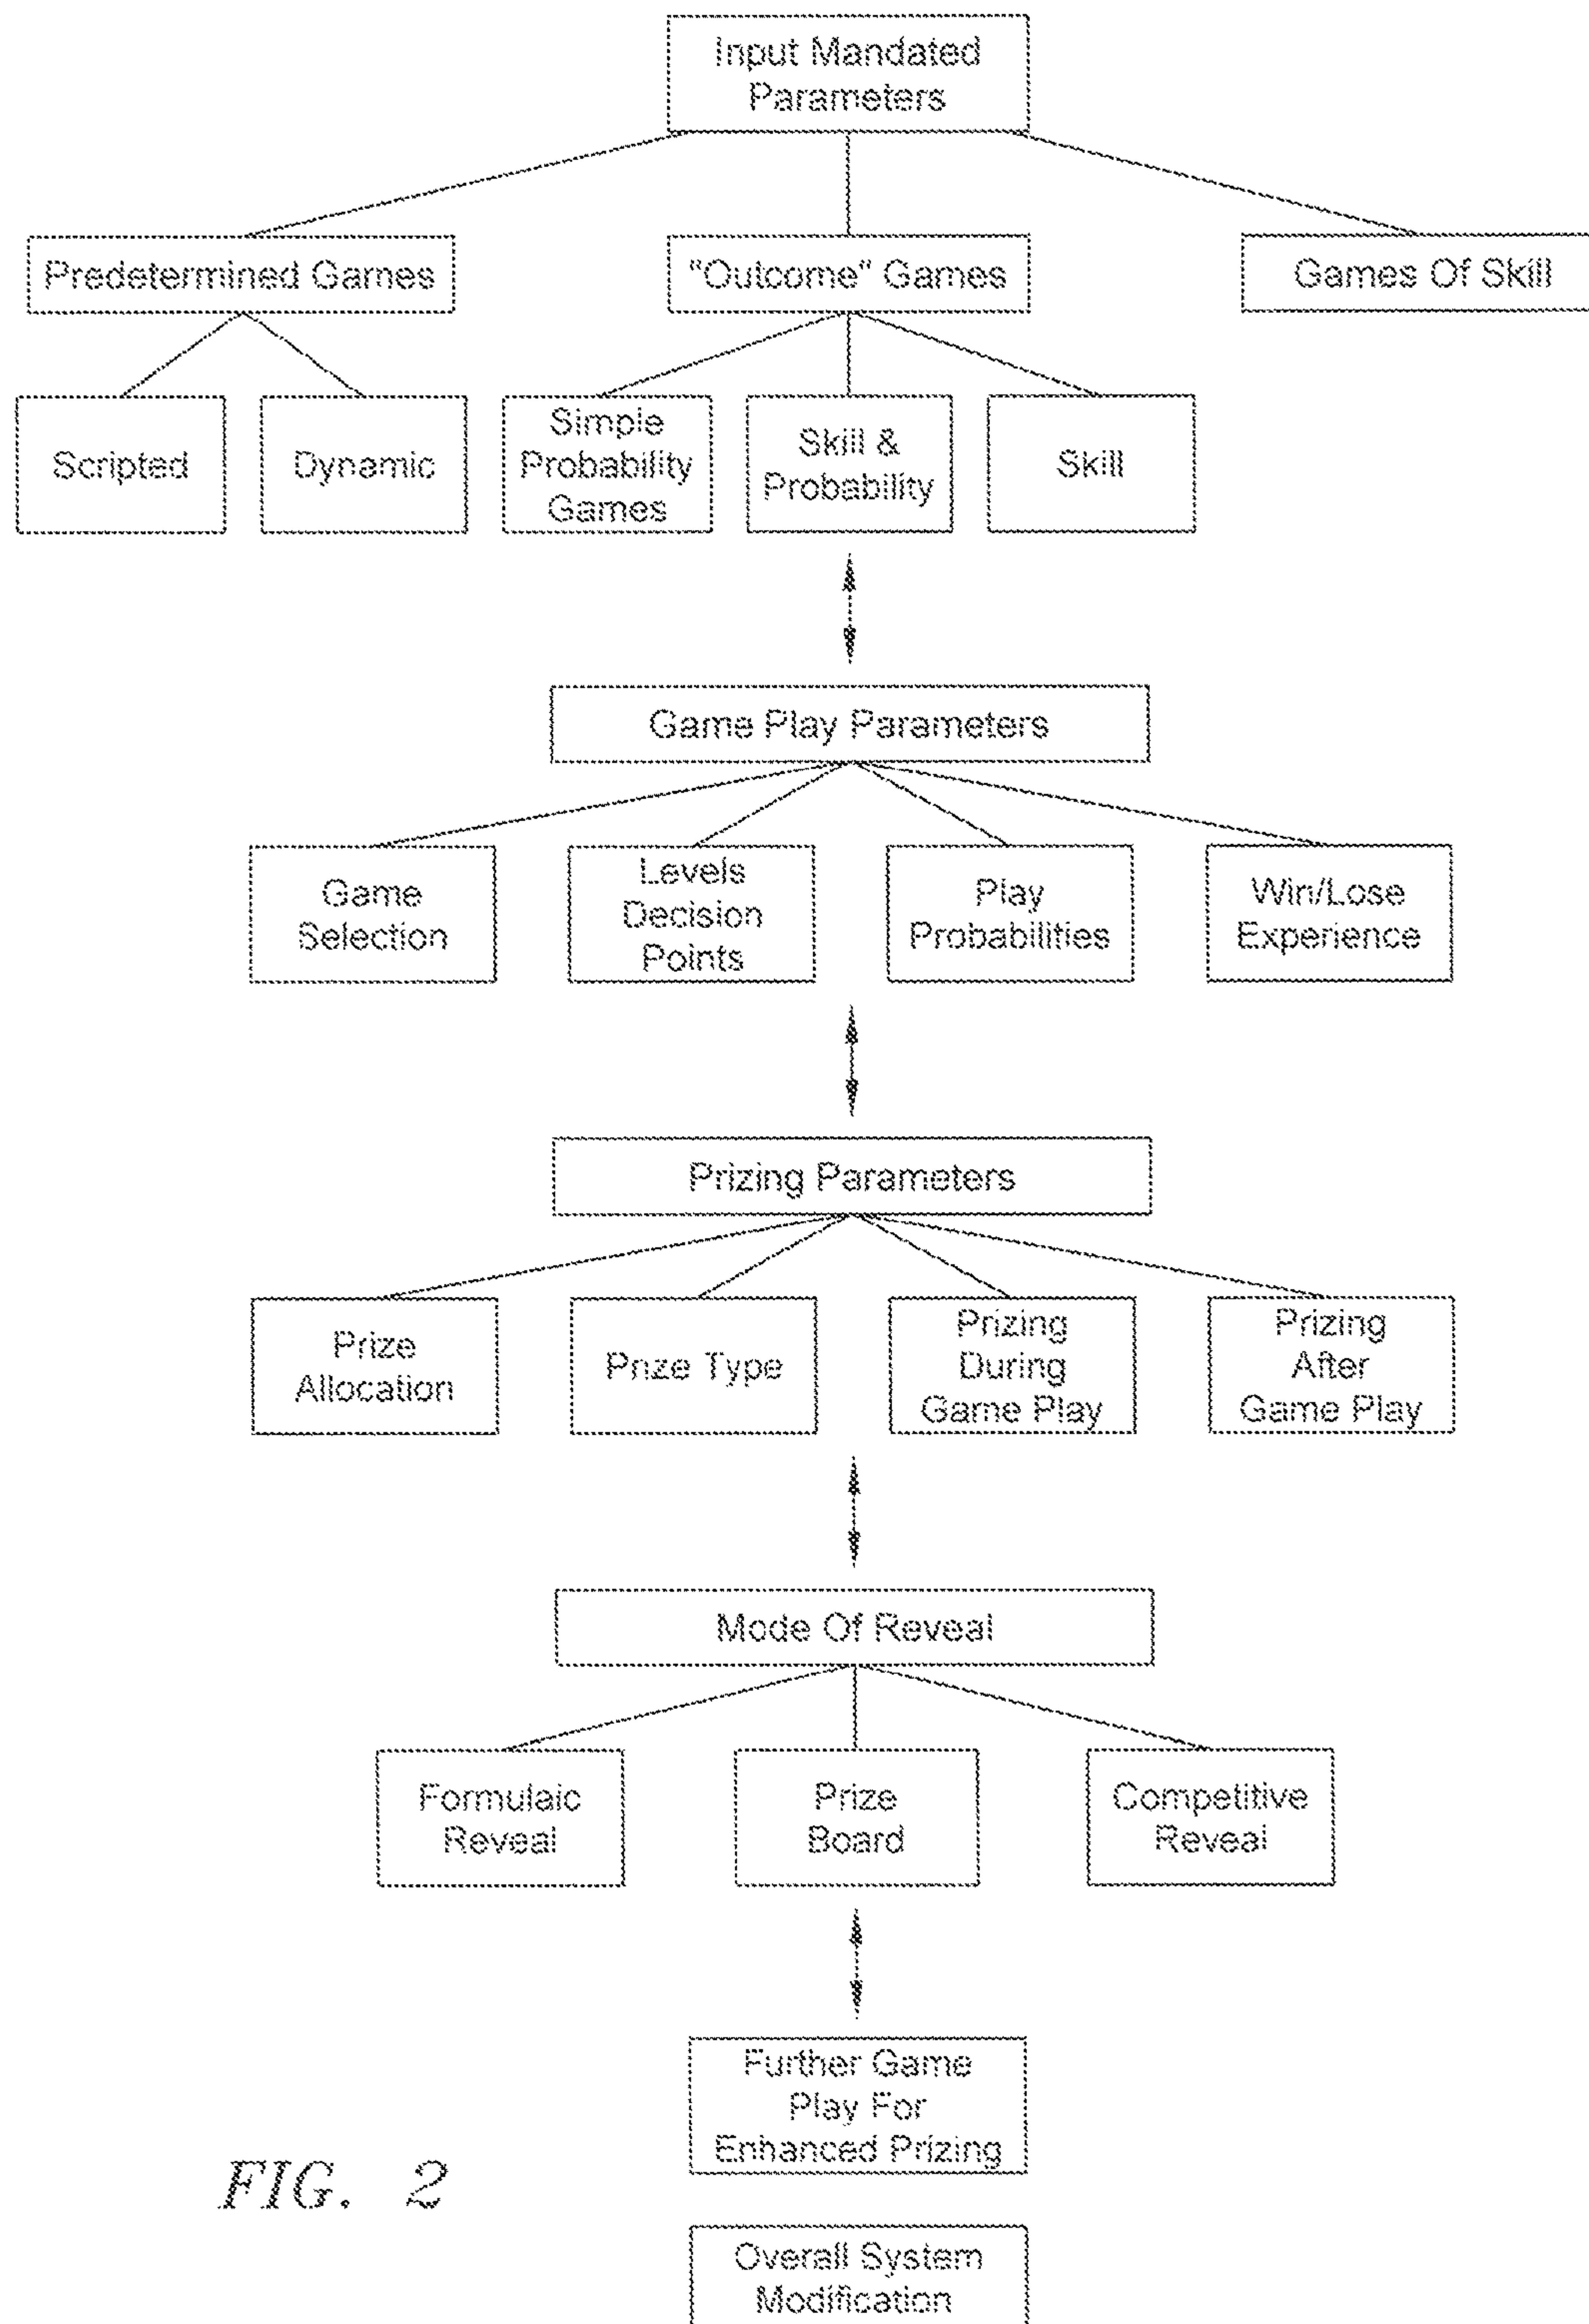 Input Mandated
Parameters
Predetermined Games
"Outcome" Games
Games Of Skill
Scripted
Dynamic
Simple
Probability
Games
Skill &
Probability
Skill
Game Play Parameters
Game
Selection
Levels
Decision
Points
Play
Probabilities
Win/Lose
Experience
Prizing Parameters
Prize
Allocation
Prize Type
Prizing
During
Game Play
Prizing
After
Game Play
Mode Of Reveal
Formulaic
Reveal
Prize
Board
Competitive
Reveal
Further Game
Play For
Enhanced Prizing
FIG. 2
Overall System
Modification